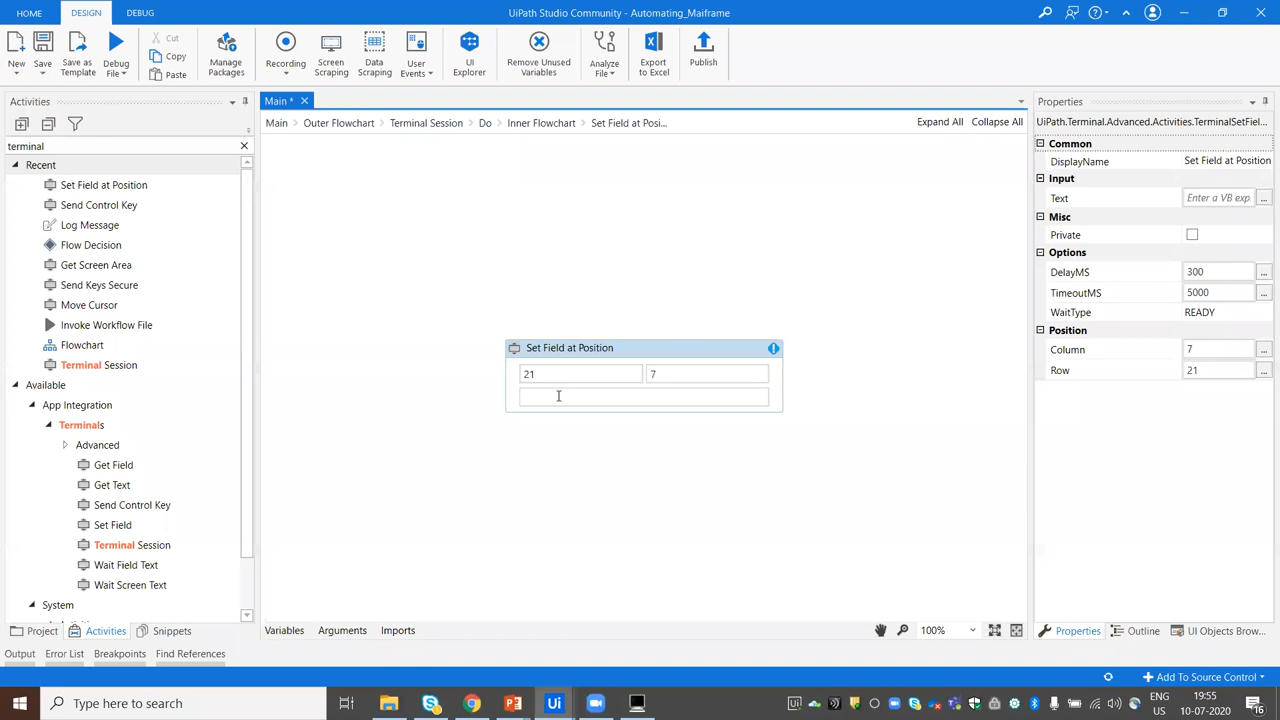 HOME
DESIGN
DEBUG
UiPath Studio Community - Automating_Maiframe
New
Save
Save as Template
Debug File
Cut
Copy
Paste
Manage Packages
Recording
Screen Scraping
Data Scraping
User Events
UI Explorer
Remove Unused Variables
Analyze File
Export to Excel
Publish
Activities
terminal
Recent
Set Field at Position
Send Control Key
Log Message
Flow Decision
Get Screen Area
Send Keys Secure
Move Cursor
Invoke Workflow File
Flowchart
Terminal Session
Available
App Integration
Terminals
Advanced
Get Field
Get Text
Send Control Key
Set Field
Terminal Session
Wait Field Text
Wait Screen Text
System
Project
Activities
Snippets
Output
Error List
Breakpoints
Find References
Main *
Main
Outer Flowchart
Terminal Session
Do
Inner Flowchart
Set Field at Posi...
Expand All
Collapse All
Set Field at Position
21
7
Variables
Arguments
Imports
100%
Properties
UiPath.Terminal.Advanced.Activities.TerminalSetFiel...
Common
DisplayName
Set Field at Position
Input
Text
Enter a VB exp
...
Misc
Private
Options
DelayMS
300
...
TimeoutMS
5000
...
WaitType
READY
Position
Column
7
...
Row
21
...
Properties
Outline
UI Objects Brow...
Add To Source Control
Type here to search
ENG
US
19:55
10-07-2020
16